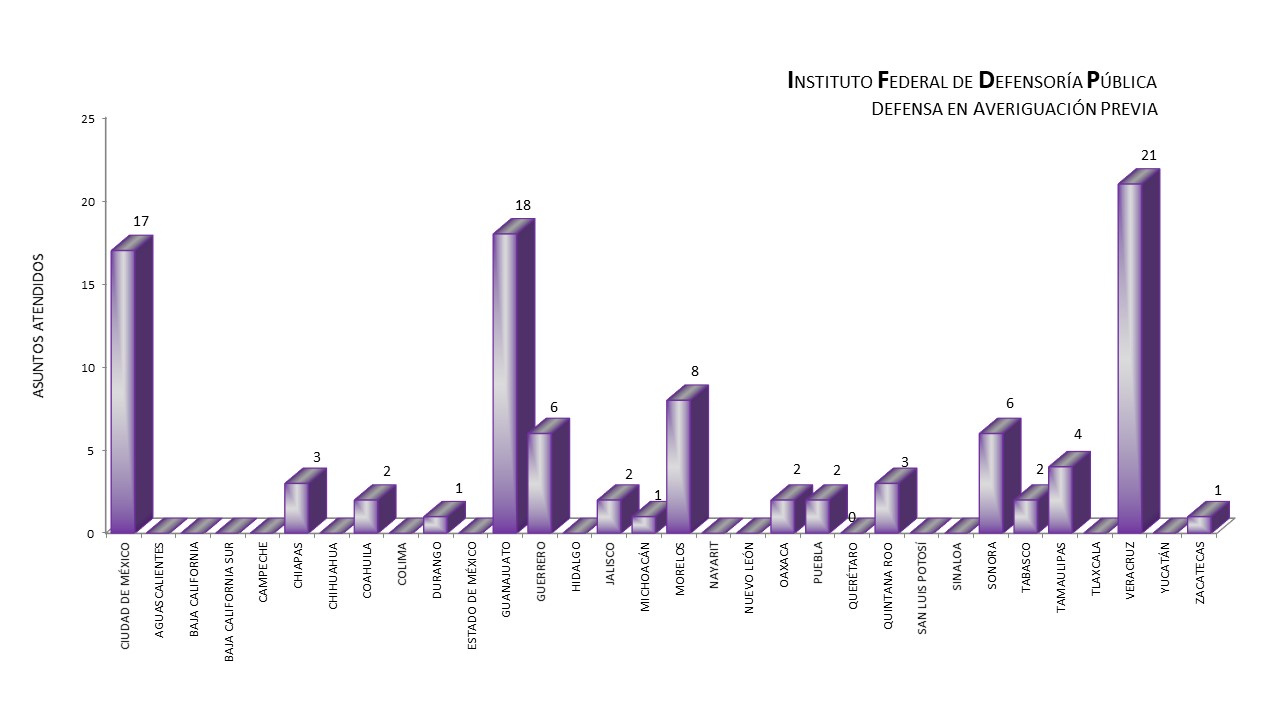 INSTITUTO FEDERAL DE DEFENSORÍA PÚBLICA
DEFENSA EN AVERIGUACIÓN PREVIA
ASUNTOS ATENDIDOS
25
20
15
10
5
0
17
3
2
1
18
6
2
1
8
2
2
0
3
6
2
4
21
1
CIUDAD DE MÉXICO
AGUASCALIENTES
BAJA CALIFORNIA
BAJA CALIFORNIA SUR
CAMPECHE
CHIAPAS
CHIHUAHUA
COAHUILA
COLIMA
DURANGO
ESTADO DE MÉXICO
GUANAJUATO
GUERRERO
HIDALGO
JALISCO
MICHOACÁN
MORELOS
NAYARIT
NUEVO LEÓN
OAXACA
PUEBLA
QUERÉTARO
QUINTANA ROO
SAN LUIS POTOSÍ
SINALOA
SONORA
TABASCO
TAMAULIPAS
TLAXCALA
VERACRUZ
YUCATÁN
ZACATECAS